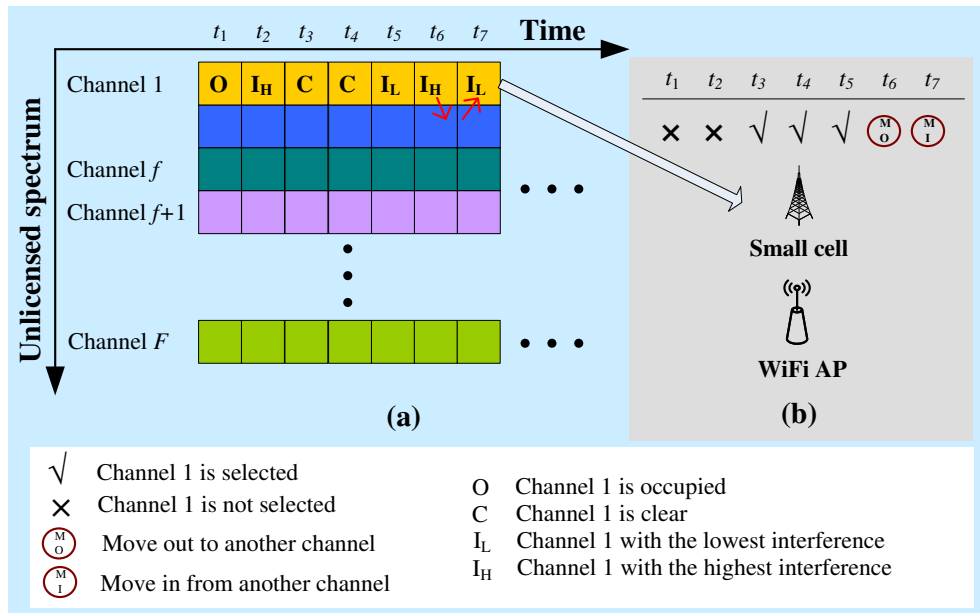 t1 t2 t3 t4 t5 t6 t7 Time
Unlicensed spectrum
Channel 1 O IH C C IL IH IL
Channel f
Channel f+1
Channel F
(a)
t1 t2 t3 t4 t5 t6 t7
× × √ √ √ M O M I
Small cell
WiFi AP
(b)
√ Channel 1 is selected
× Channel 1 is not selected
M O Move out to another channel
M I Move in from another channel
O Channel 1 is occupied
C Channel 1 is clear
IL Channel 1 with the lowest interference
IH Channel 1 with the highest interference